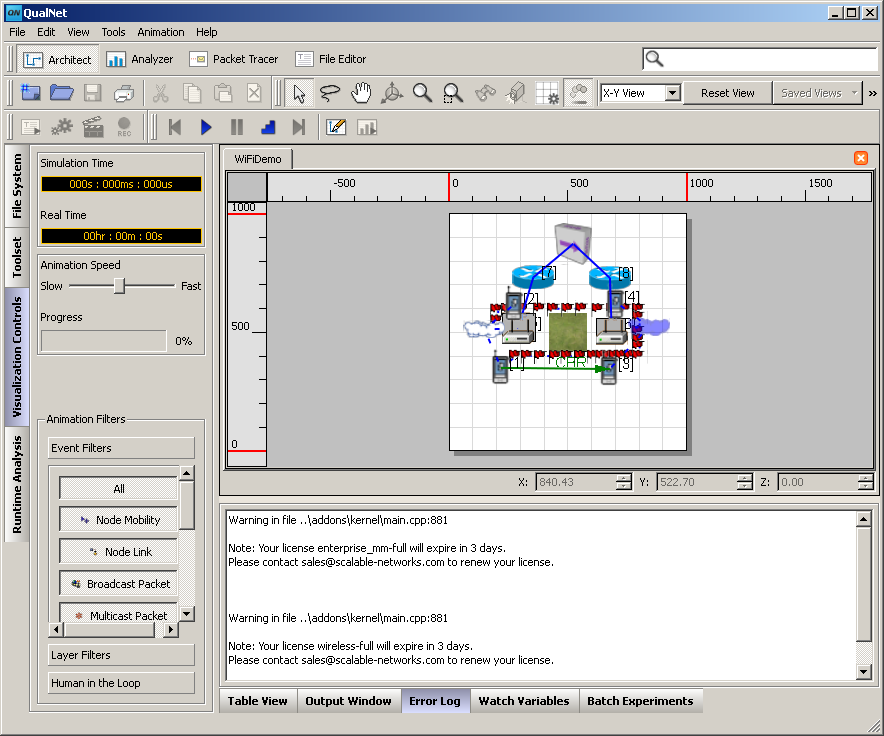 QN QualNet
File Edit View Tools Animation Help
Architect Analyzer Packet Tracer File Editor
X-Y View Reset View Saved Views »
REC
File System
Toolset
Visualization Controls
Runtime Analysis
Simulation Time
000s : 000ms : 000us
Real Time
00hr : 00m : 00s
Animation Speed
Slow Fast
Progress
0%
Animation Filters
Event Filters
All
Node Mobility
Node Link
Broadcast Packet
Multicast Packet
Layer Filters
Human in the Loop
WiFiDemo
-500 0 500 1000 1500
1000
500
0
[7] [8]
[4]
[1] CBR [3]
X: 840.43 Y: 522.70 Z: 0.00
Warning in file ..\addons\kernel\main.cpp:881
Note: Your license enterprise_mm-full will expire in 3 days.
Please contact sales@scalable-networks.com to renew your license.
Warning in file ..\addons\kernel\main.cpp:881
Note: Your license wireless-full will expire in 3 days.
Please contact sales@scalable-networks.com to renew your license.
Table View Output Window Error Log Watch Variables Batch Experiments